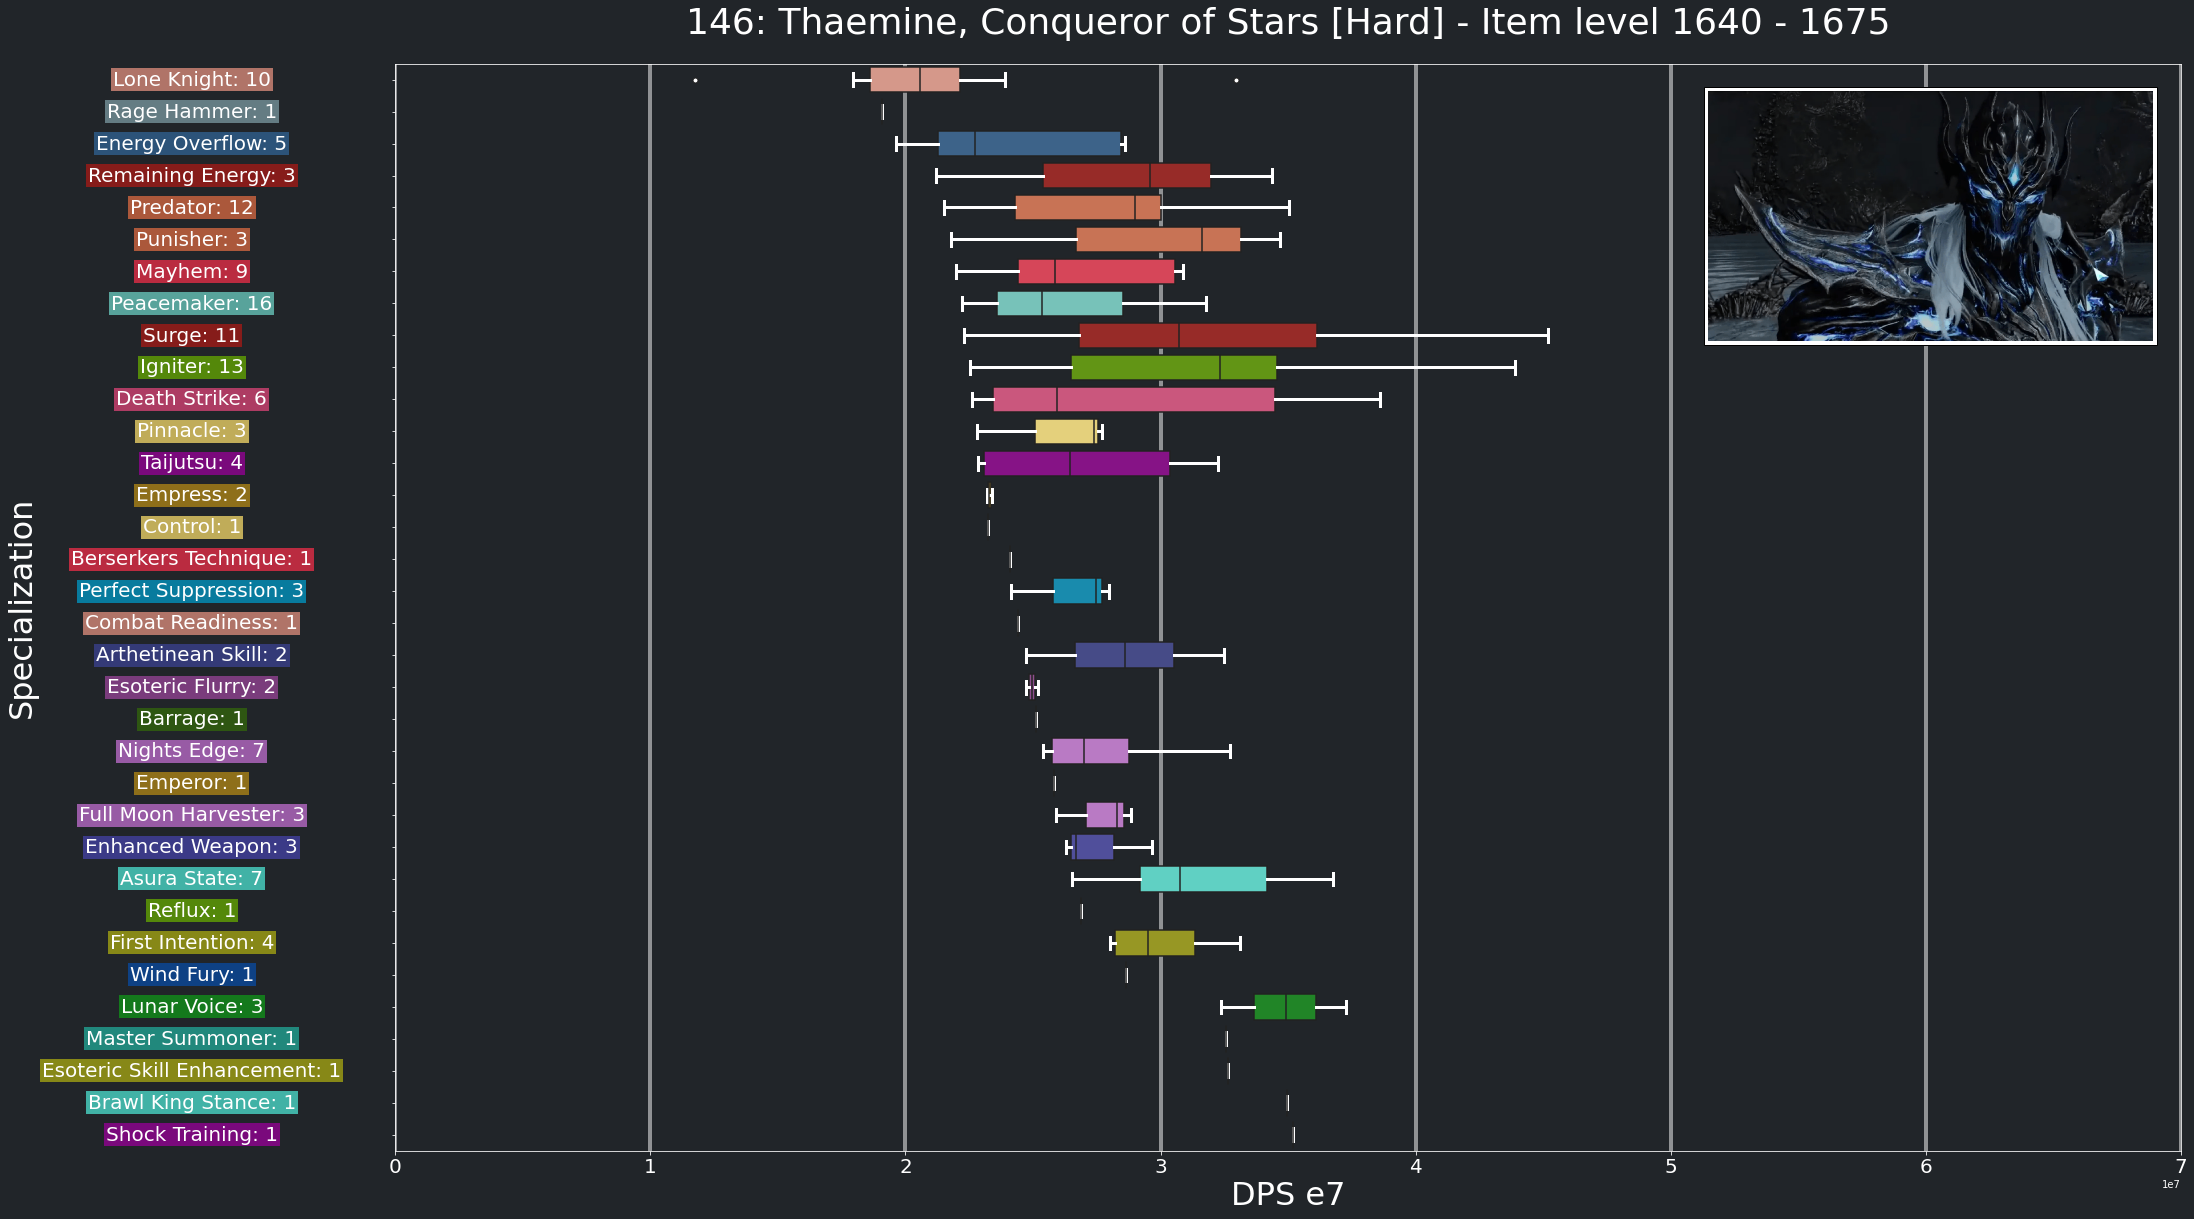 146: Thaemine, Conqueror of Stars [Hard] - Item level 1640 - 1675
Specialization
Lone Knight: 10
Rage Hammer: 1
Energy Overflow: 5
Remaining Energy: 3
Predator: 12
Punisher: 3
Mayhem: 9
Peacemaker: 16
Surge: 11
Igniter: 13
Death Strike: 6
Pinnacle: 3
Taijutsu: 4
Empress: 2
Control: 1
Berserkers Technique: 1
Perfect Suppression: 3
Combat Readiness: 1
Arthetinean Skill: 2
Esoteric Flurry: 2
Barrage: 1
Nights Edge: 7
Emperor: 1
Full Moon Harvester: 3
Enhanced Weapon: 3
Asura State: 7
Reflux: 1
First Intention: 4
Wind Fury: 1
Lunar Voice: 3
Master Summoner: 1
Esoteric Skill Enhancement: 1
Brawl King Stance: 1
Shock Training: 1
0 1 2 3 4 5 6 7
1e7
DPS e7